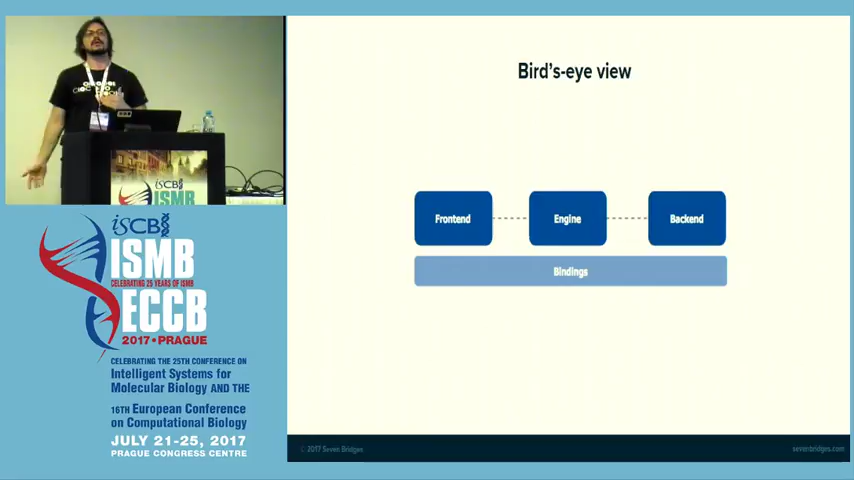 Bird's-eye view
Frontend
Engine
Backend
Bindings
© 2017 Seven Bridges
sevenbridges.com
iSCB
ISMB
iSCB
ISMB
CELEBRATING 25 YEARS OF ISMB
ECCB
2017 • PRAGUE
CELEBRATING THE 25TH CONFERENCE ON
Intelligent Systems for
Molecular Biology AND THE
16TH European Conference
on Computational Biology
JULY 21-25, 2017
PRAGUE CONGRESS CENTRE